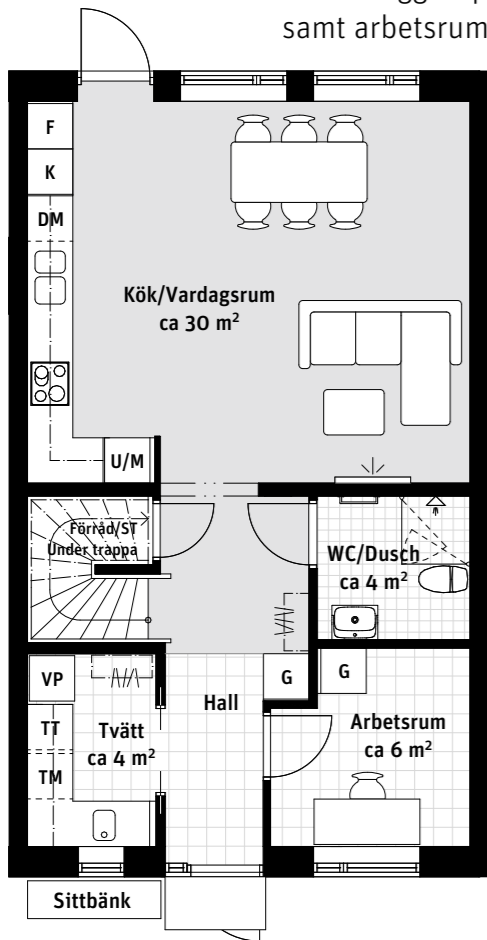 samt arbetsrum
F
K
DM
Kök/Vardagsrum
ca 30 m²
U/M
Förråd/ST
Under trappa
WC/Dusch
ca 4 m²
VP
G
G
Hall
TT
Tvätt
Arbetsrum
ca 4 m²
ca 6 m²
TM
Sittbänk